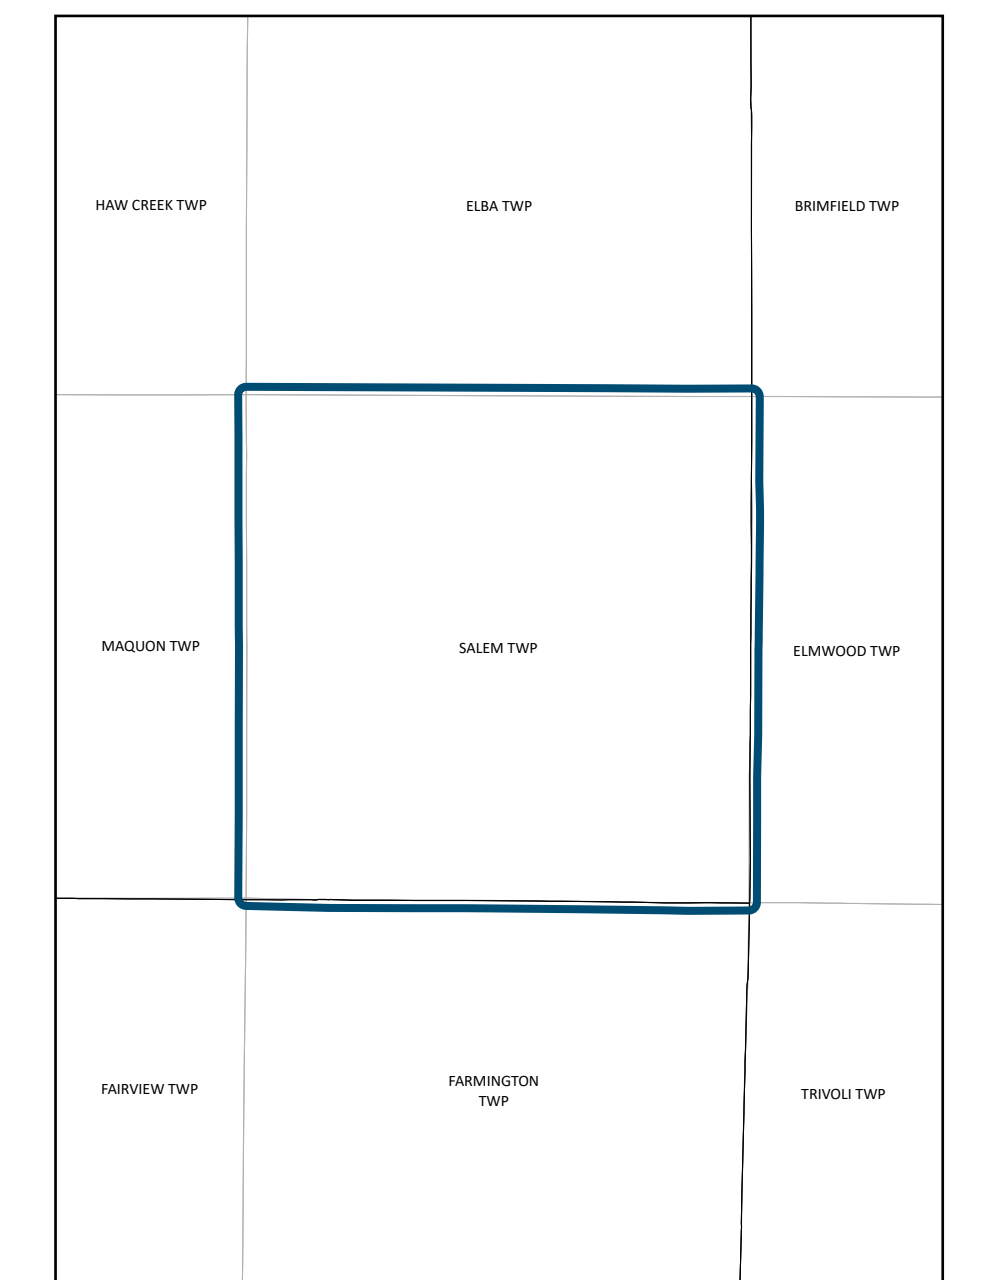 HAW CREEK TWP
ELBA TWP
BRIMFIELD TWP
MAQUON TWP
SALEM TWP
ELMWOOD TWP
FAIRVIEW TWP
FARMINGTON
TWP
TRIVOLI TWP